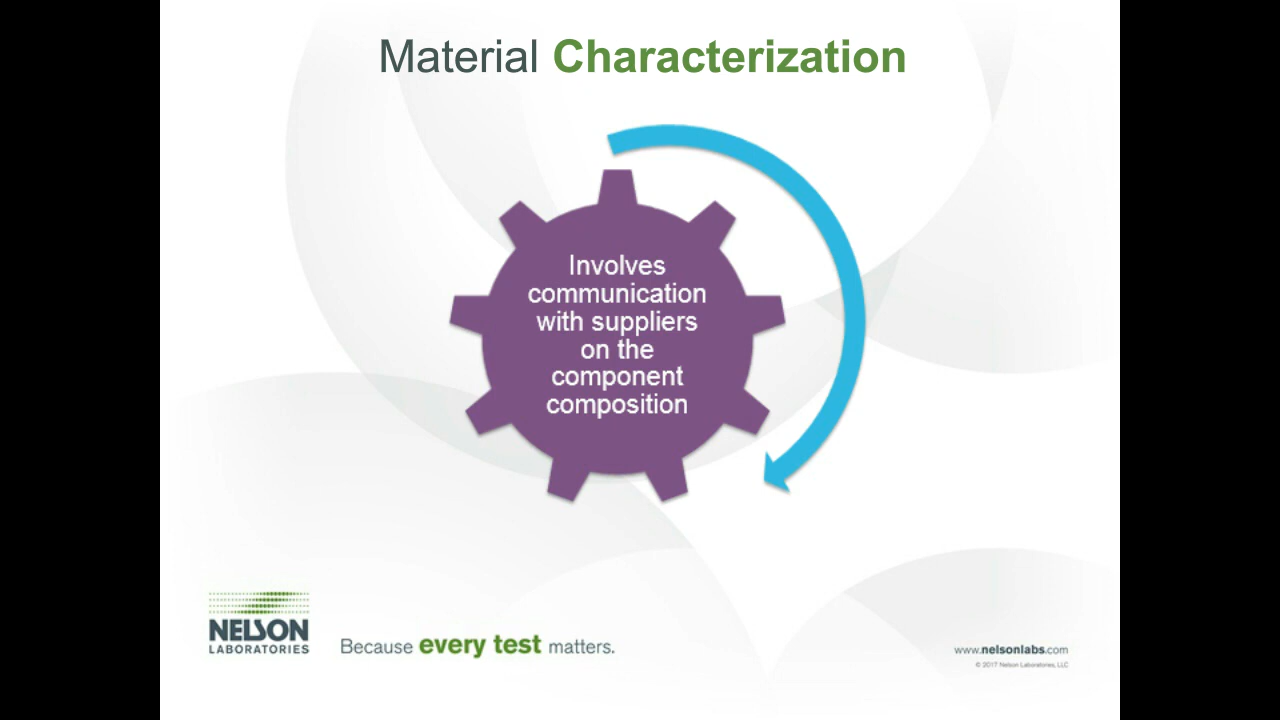 Material Characterization
Involves
communication
with suppliers
on the
component
composition
NELSON
LABORATORIES
Because every test matters.
www.nelsonlabs.com
© 2017 Nelson Laboratories, LLC